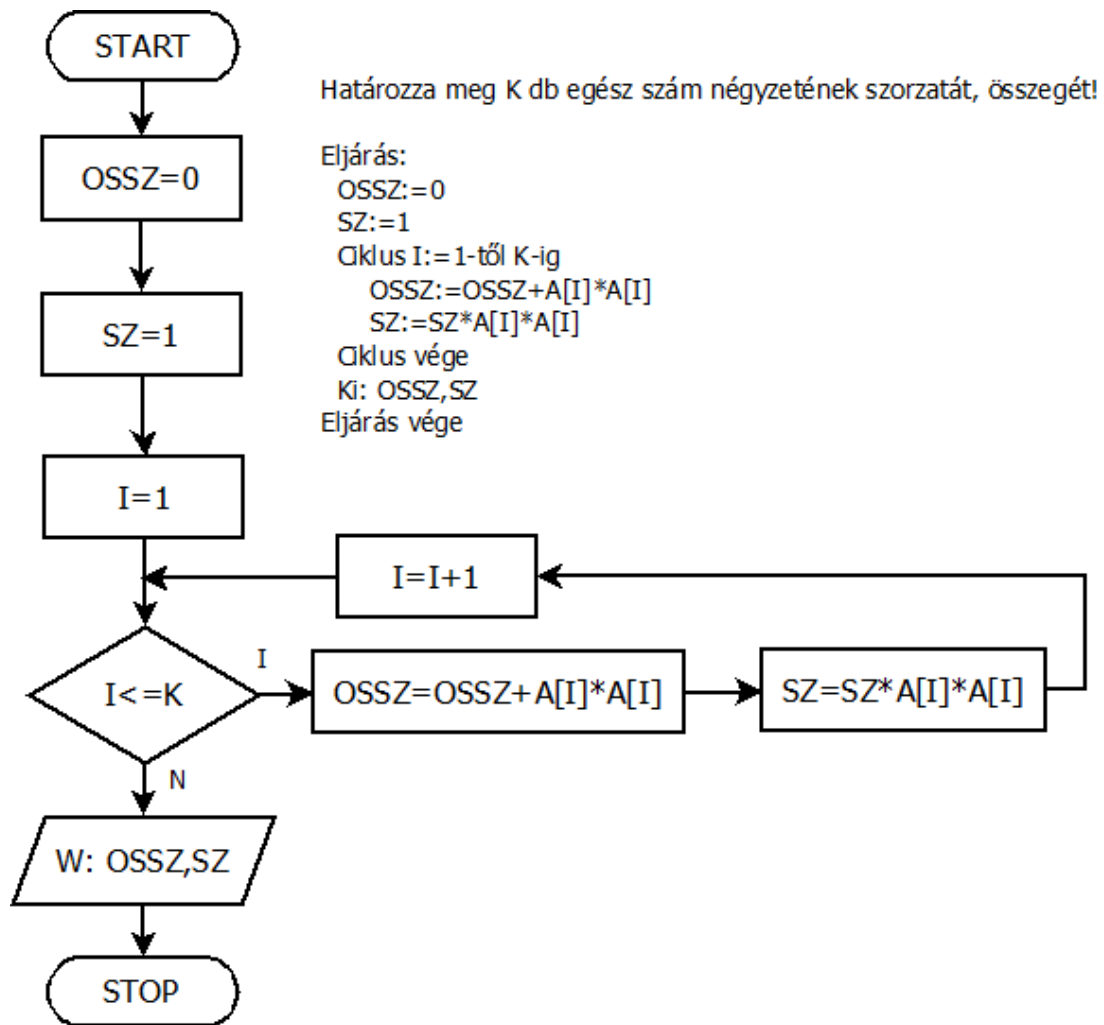 START
Határozza meg K db egész szám négyzetének szorzatát, összegét!
OSSZ=0
Eljárás:
OSSZ:=0
SZ:=1
Ciklus I:=1-től K-ig
OSSZ:=OSSZ+A[I]*A[I]
SZ:=SZ*A[I]*A[I]
Ciklus vége
Ki: OSSZ,SZ
Eljárás vége
SZ=1
I=1
I=I+1
I<=K
I
OSSZ=OSSZ+A[I]*A[I]
SZ=SZ*A[I]*A[I]
N
W: OSSZ,SZ
STOP